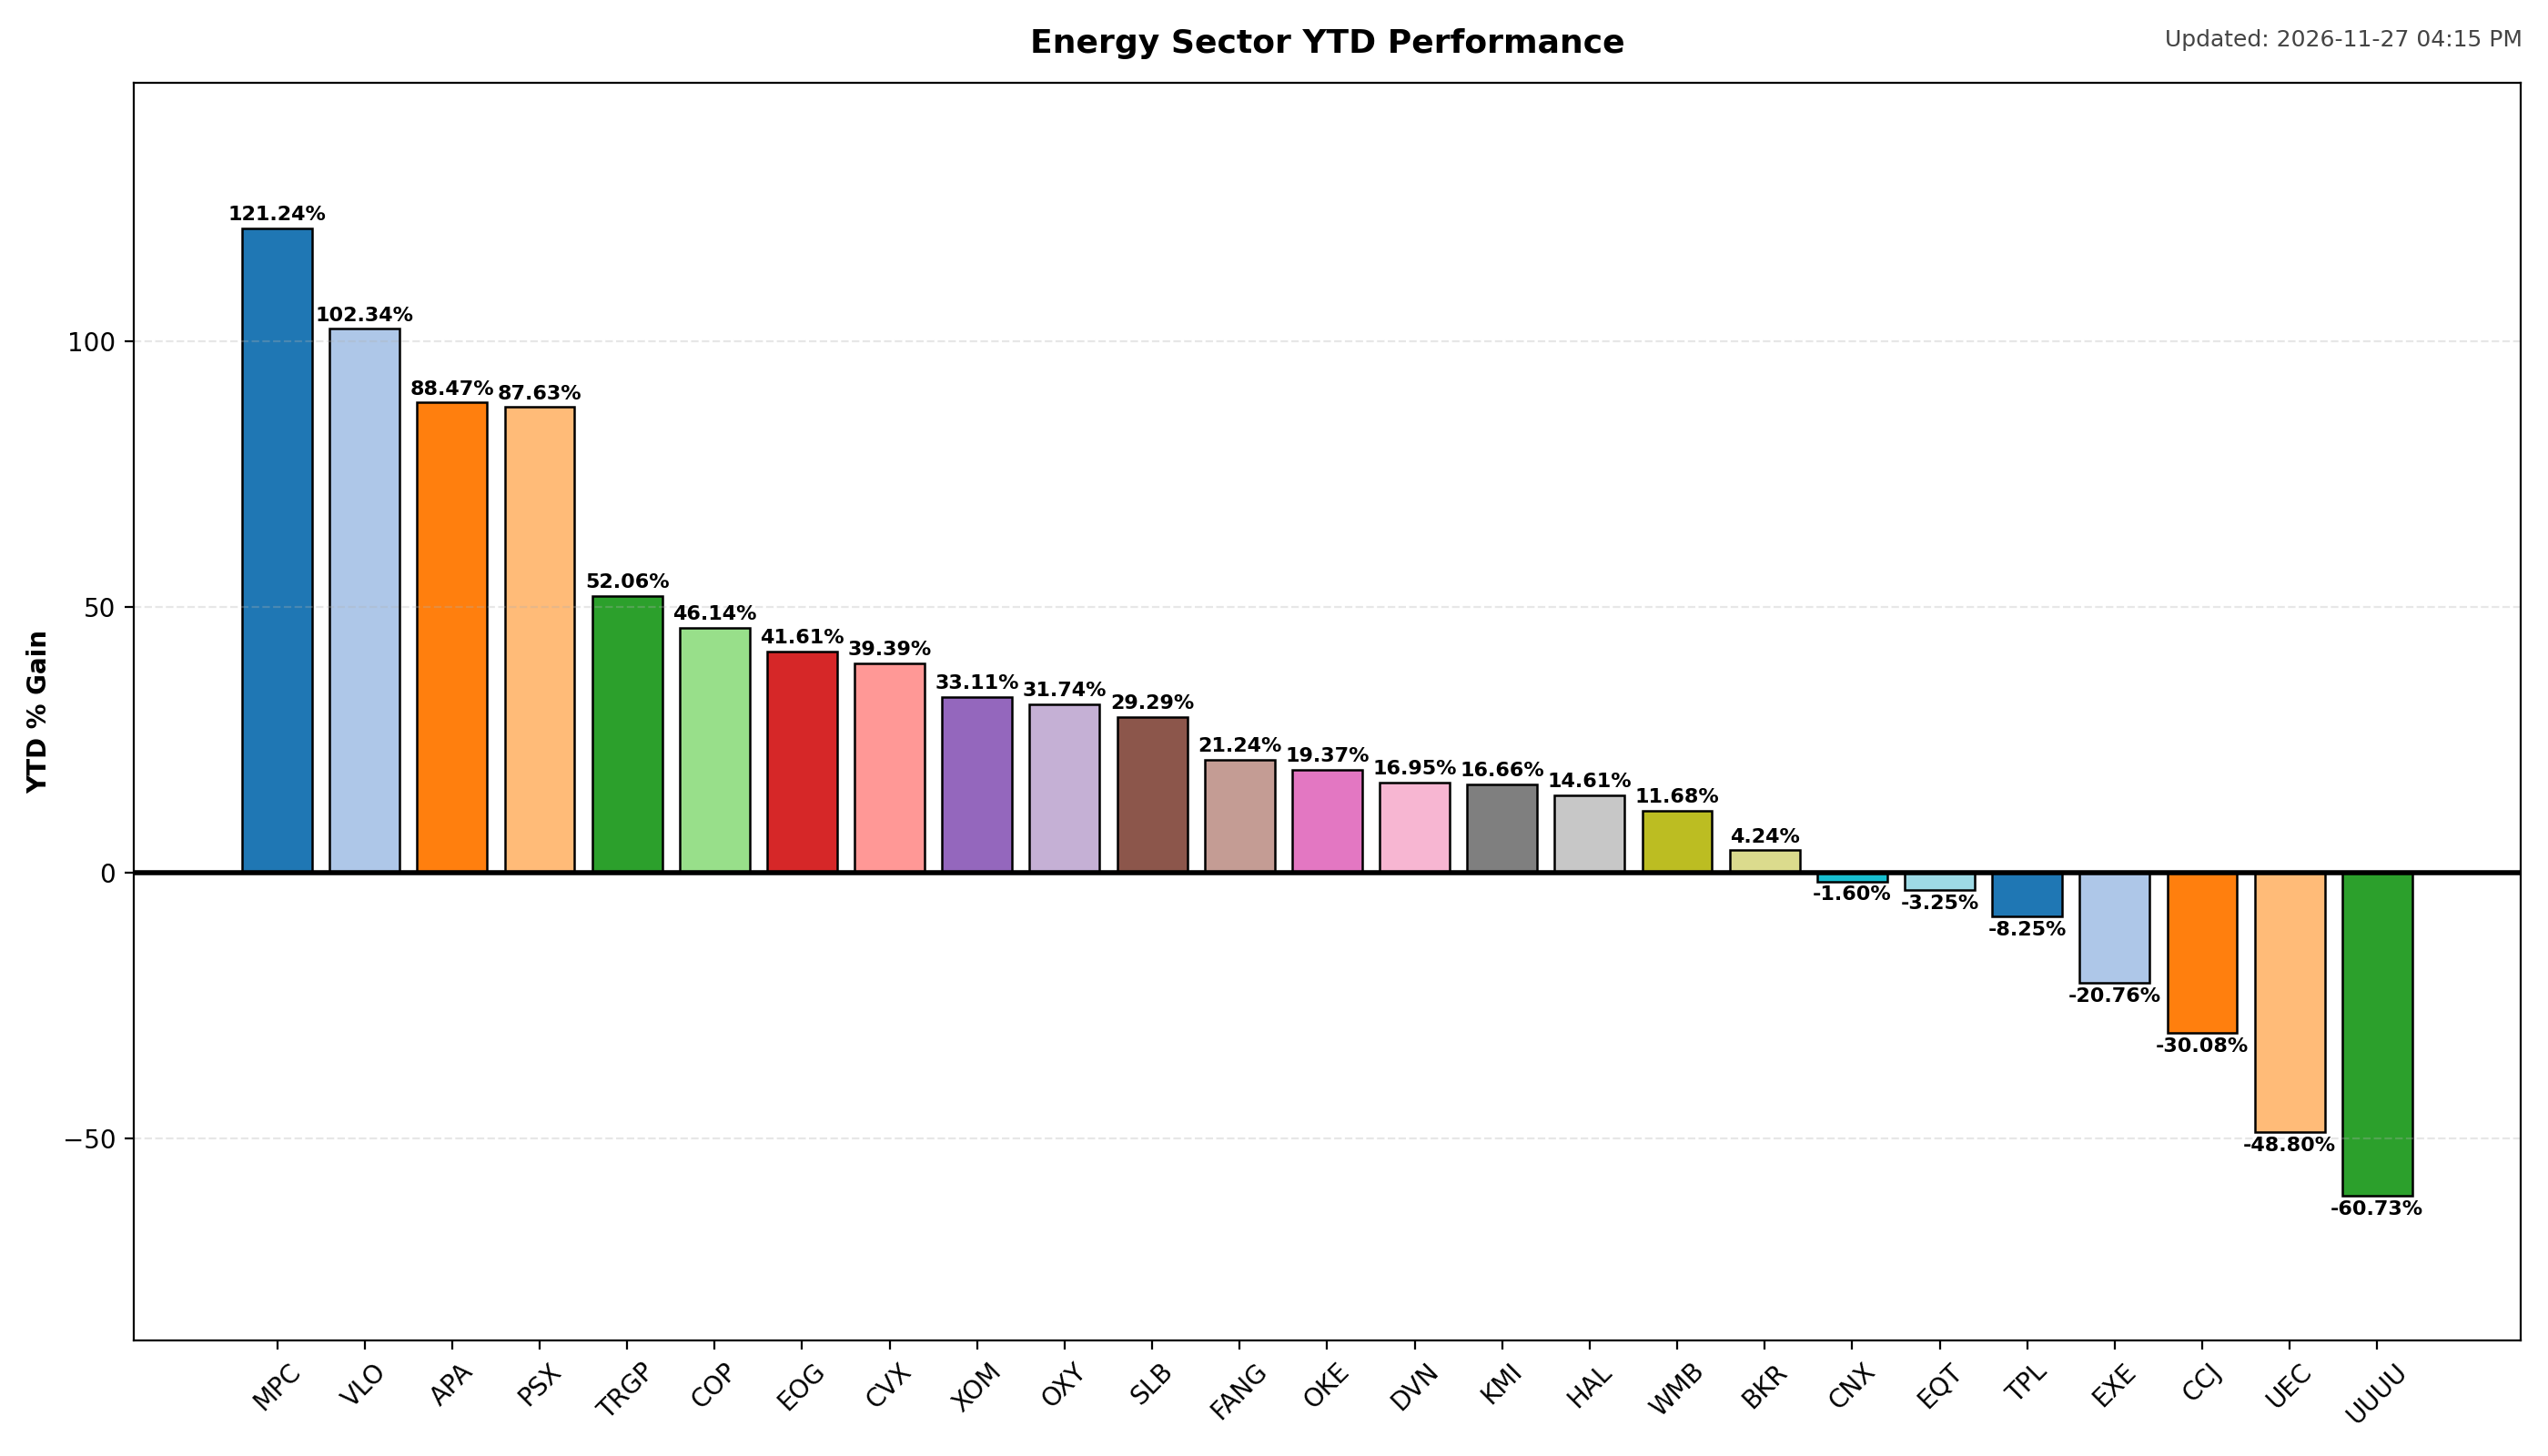 Energy Sector YTD Performance
Updated: 2026-11-27 04:15 PM
YTD % Gain
100
50
0
−50
121.24%
102.34%
88.47%
87.63%
52.06%
46.14%
41.61%
39.39%
33.11%
31.74%
29.29%
21.24%
19.37%
16.95%
16.66%
14.61%
11.68%
4.24%
-1.60%
-3.25%
-8.25%
-20.76%
-30.08%
-48.80%
-60.73%
MPC
VLO
APA
PSX
TRGP
COP
EOG
CVX
XOM
OXY
SLB
FANG
OKE
DVN
KMI
HAL
WMB
BKR
CNX
EQT
TPL
EXE
CCJ
UEC
UUUU